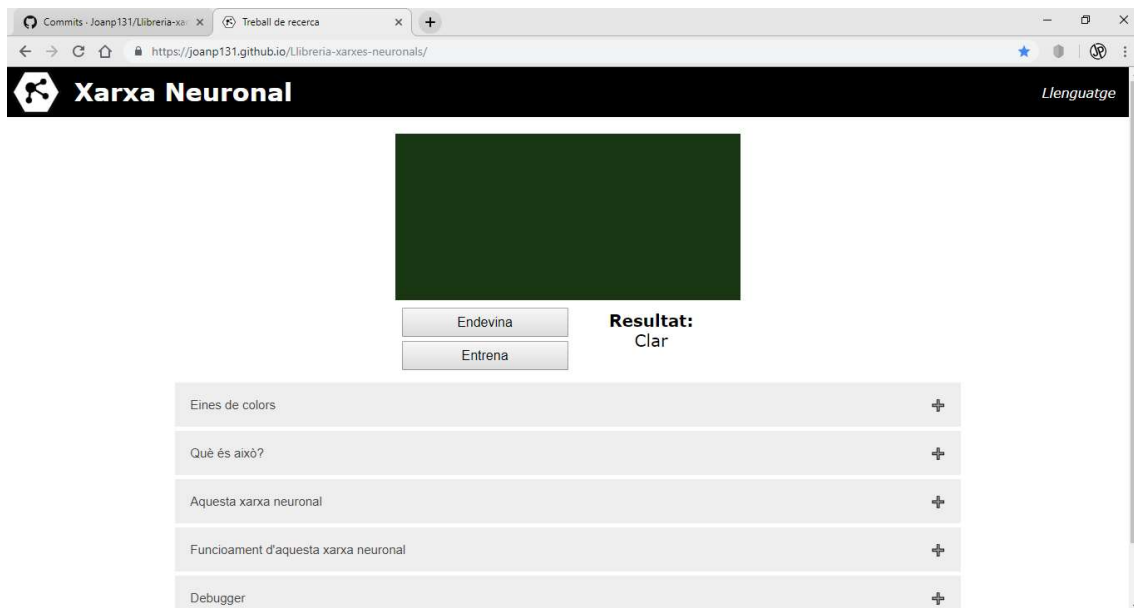 Commits · Joanp131/Llibreria-xar
Treball de recerca
https://joanp131.github.io/Llibreria-xarxes-neuronals/
Xarxa Neuronal
Llenguatge
Endevina
Resultat:
Clar
Entrena
Eines de colors
Què és això?
Aquesta xarxa neuronal
Funcioament d'aquesta xarxa neuronal
Debugger